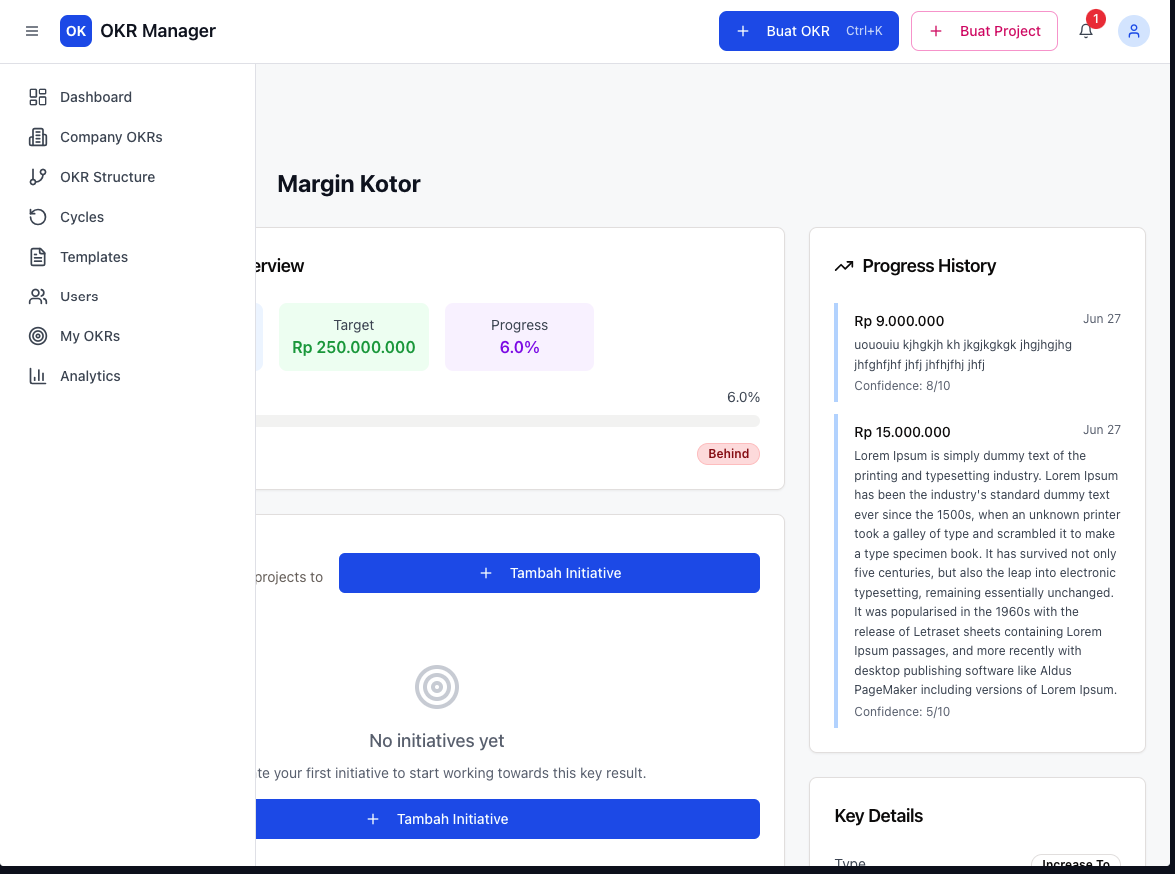 OK OKR Manager
Buat OKR Ctrl+K
Buat Project
1
Dashboard
Company OKRs
OKR Structure
Cycles
Templates
Users
My OKRs
Analytics
Margin Kotor
erview
Target
Rp 250.000.000
Progress
6.0%
6.0%
Behind
projects to
Tambah Initiative
No initiatives yet
te your first initiative to start working towards this key result.
Tambah Initiative
Progress History
Rp 9.000.000
Jun 27
uououiu kjhgkjh kh jkgjkgkgk jhgjhgjhg
jhfghfjhf jhfj jhfhjfhj jhfj
Confidence: 8/10
Rp 15.000.000
Jun 27
Lorem Ipsum is simply dummy text of the
printing and typesetting industry. Lorem Ipsum
has been the industry's standard dummy text
ever since the 1500s, when an unknown printer
took a galley of type and scrambled it to make
a type specimen book. It has survived not only
five centuries, but also the leap into electronic
typesetting, remaining essentially unchanged.
It was popularised in the 1960s with the
release of Letraset sheets containing Lorem
Ipsum passages, and more recently with
desktop publishing software like Aldus
PageMaker including versions of Lorem Ipsum.
Confidence: 5/10
Key Details
Type
Increase To